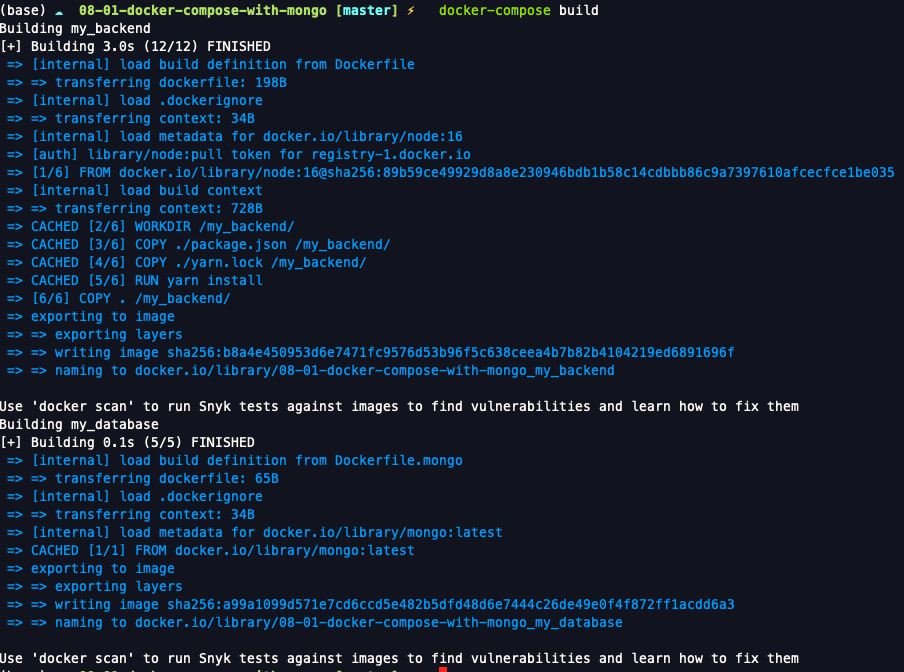 (base) ☁  08-01-docker-compose-with-mongo [master] ⚡  docker-compose build
Building my_backend
[+] Building 3.0s (12/12) FINISHED
=> [internal] load build definition from Dockerfile
=> => transferring dockerfile: 198B
=> [internal] load .dockerignore
=> => transferring context: 34B
=> [internal] load metadata for docker.io/library/node:16
=> [auth] library/node:pull token for registry-1.docker.io
=> [1/6] FROM docker.io/library/node:16@sha256:89b59ce49929d8a8e230946bdb1b58c14cdbbb86c9a7397610afcecfce1be035
=> [internal] load build context
=> => transferring context: 728B
=> CACHED [2/6] WORKDIR /my_backend/
=> CACHED [3/6] COPY ./package.json /my_backend/
=> CACHED [4/6] COPY ./yarn.lock /my_backend/
=> CACHED [5/6] RUN yarn install
=> [6/6] COPY . /my_backend/
=> exporting to image
=> => exporting layers
=> => writing image sha256:b8a4e450953d6e7471fc9576d53b96f5c638ceea4b7b82b4104219ed6891696f
=> => naming to docker.io/library/08-01-docker-compose-with-mongo_my_backend
Use 'docker scan' to run Snyk tests against images to find vulnerabilities and learn how to fix them
Building my_database
[+] Building 0.1s (5/5) FINISHED
=> [internal] load build definition from Dockerfile.mongo
=> => transferring dockerfile: 65B
=> [internal] load .dockerignore
=> => transferring context: 34B
=> [internal] load metadata for docker.io/library/mongo:latest
=> CACHED [1/1] FROM docker.io/library/mongo:latest
=> exporting to image
=> => exporting layers
=> => writing image sha256:a99a1099d571e7cd6ccd5e482b5dfd48d6e7444c26de49e0f4f872ff1acdd6a3
=> => naming to docker.io/library/08-01-docker-compose-with-mongo_my_database
Use 'docker scan' to run Snyk tests against images to find vulnerabilities and learn how to fix them